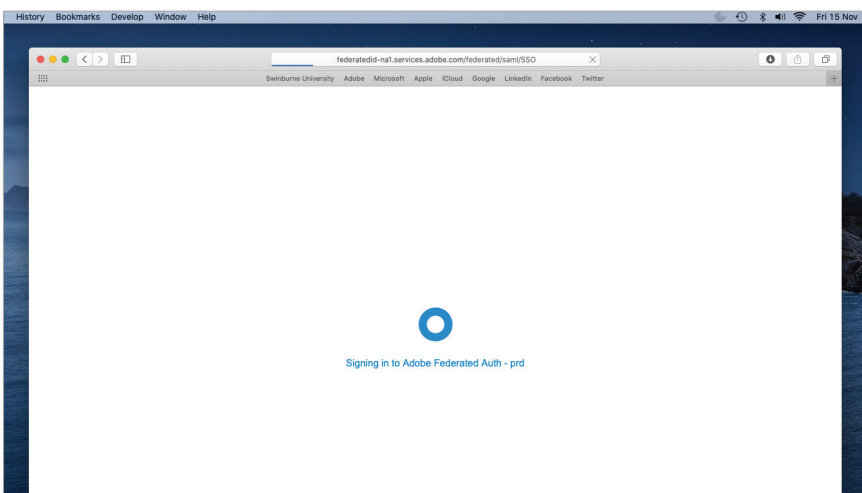 History Bookmarks Develop Window Help Fri 15 Nov
federatedid-na1.services.adobe.com/federated/saml/SSO
Swinburne University Adobe Microsoft Apple iCloud Google LinkedIn Facebook Twitter
Signing in to Adobe Federated Auth - prd